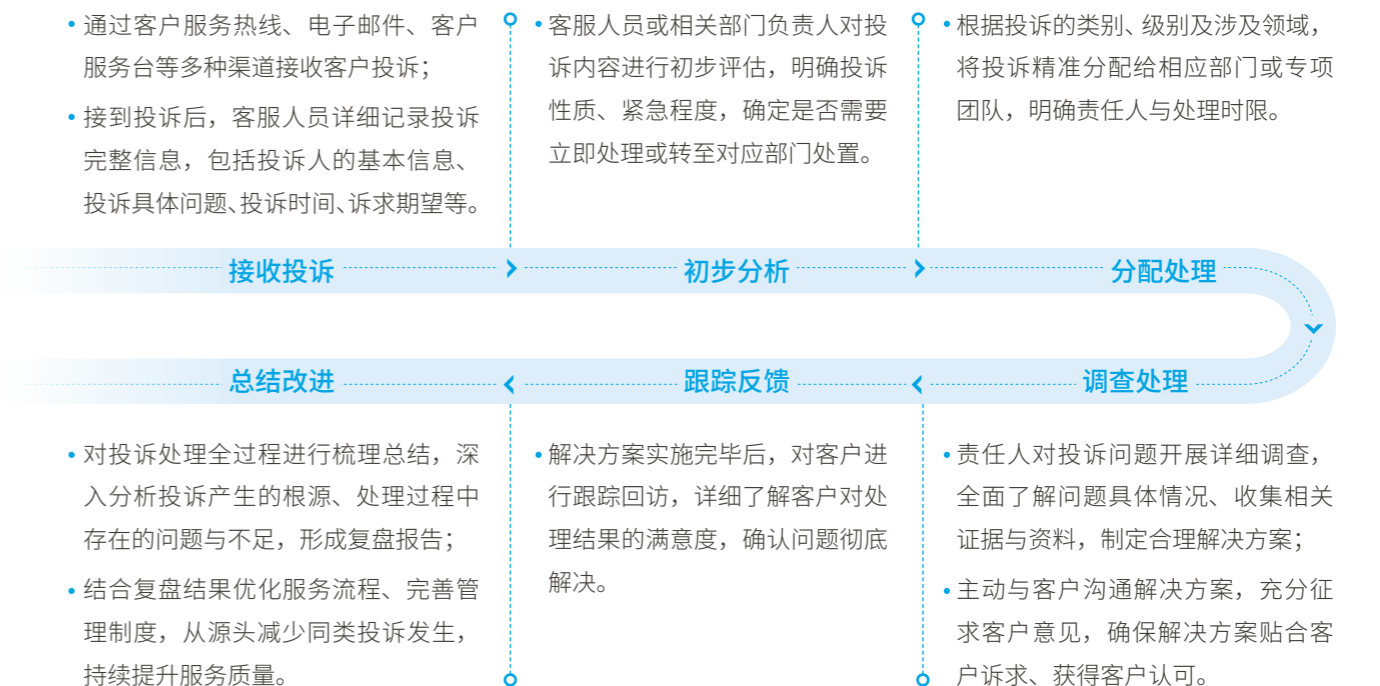 • 通过客户服务热线、电子邮件、客户
服务台等多种渠道接收客户投诉；
• 接到投诉后，客服人员详细记录投诉
完整信息，包括投诉人的基本信息、
投诉具体问题、投诉时间、诉求期望等。
• 客服人员或相关部门负责人对投
诉内容进行初步评估，明确投诉
性质、紧急程度，确定是否需要
立即处理或转至对应部门处置。
• 根据投诉的类别、级别及涉及领域，
将投诉精准分配给相应部门或专项
团队，明确责任人与处理时限。
接收投诉
初步分析
分配处理
总结改进
跟踪反馈
调查处理
• 对投诉处理全过程进行梳理总结，深
入分析投诉产生的根源、处理过程中
存在的问题与不足，形成复盘报告；
• 结合复盘结果优化服务流程、完善管
理制度，从源头减少同类投诉发生，
持续提升服务质量。
• 解决方案实施完毕后，对客户进
行跟踪回访，详细了解客户对处
理结果的满意度，确认问题彻底
解决。
• 责任人对投诉问题开展详细调查，
全面了解问题具体情况、收集相关
证据与资料，制定合理解决方案；
• 主动与客户沟通解决方案，充分征
求客户意见，确保解决方案贴合客
户诉求、获得客户认可。